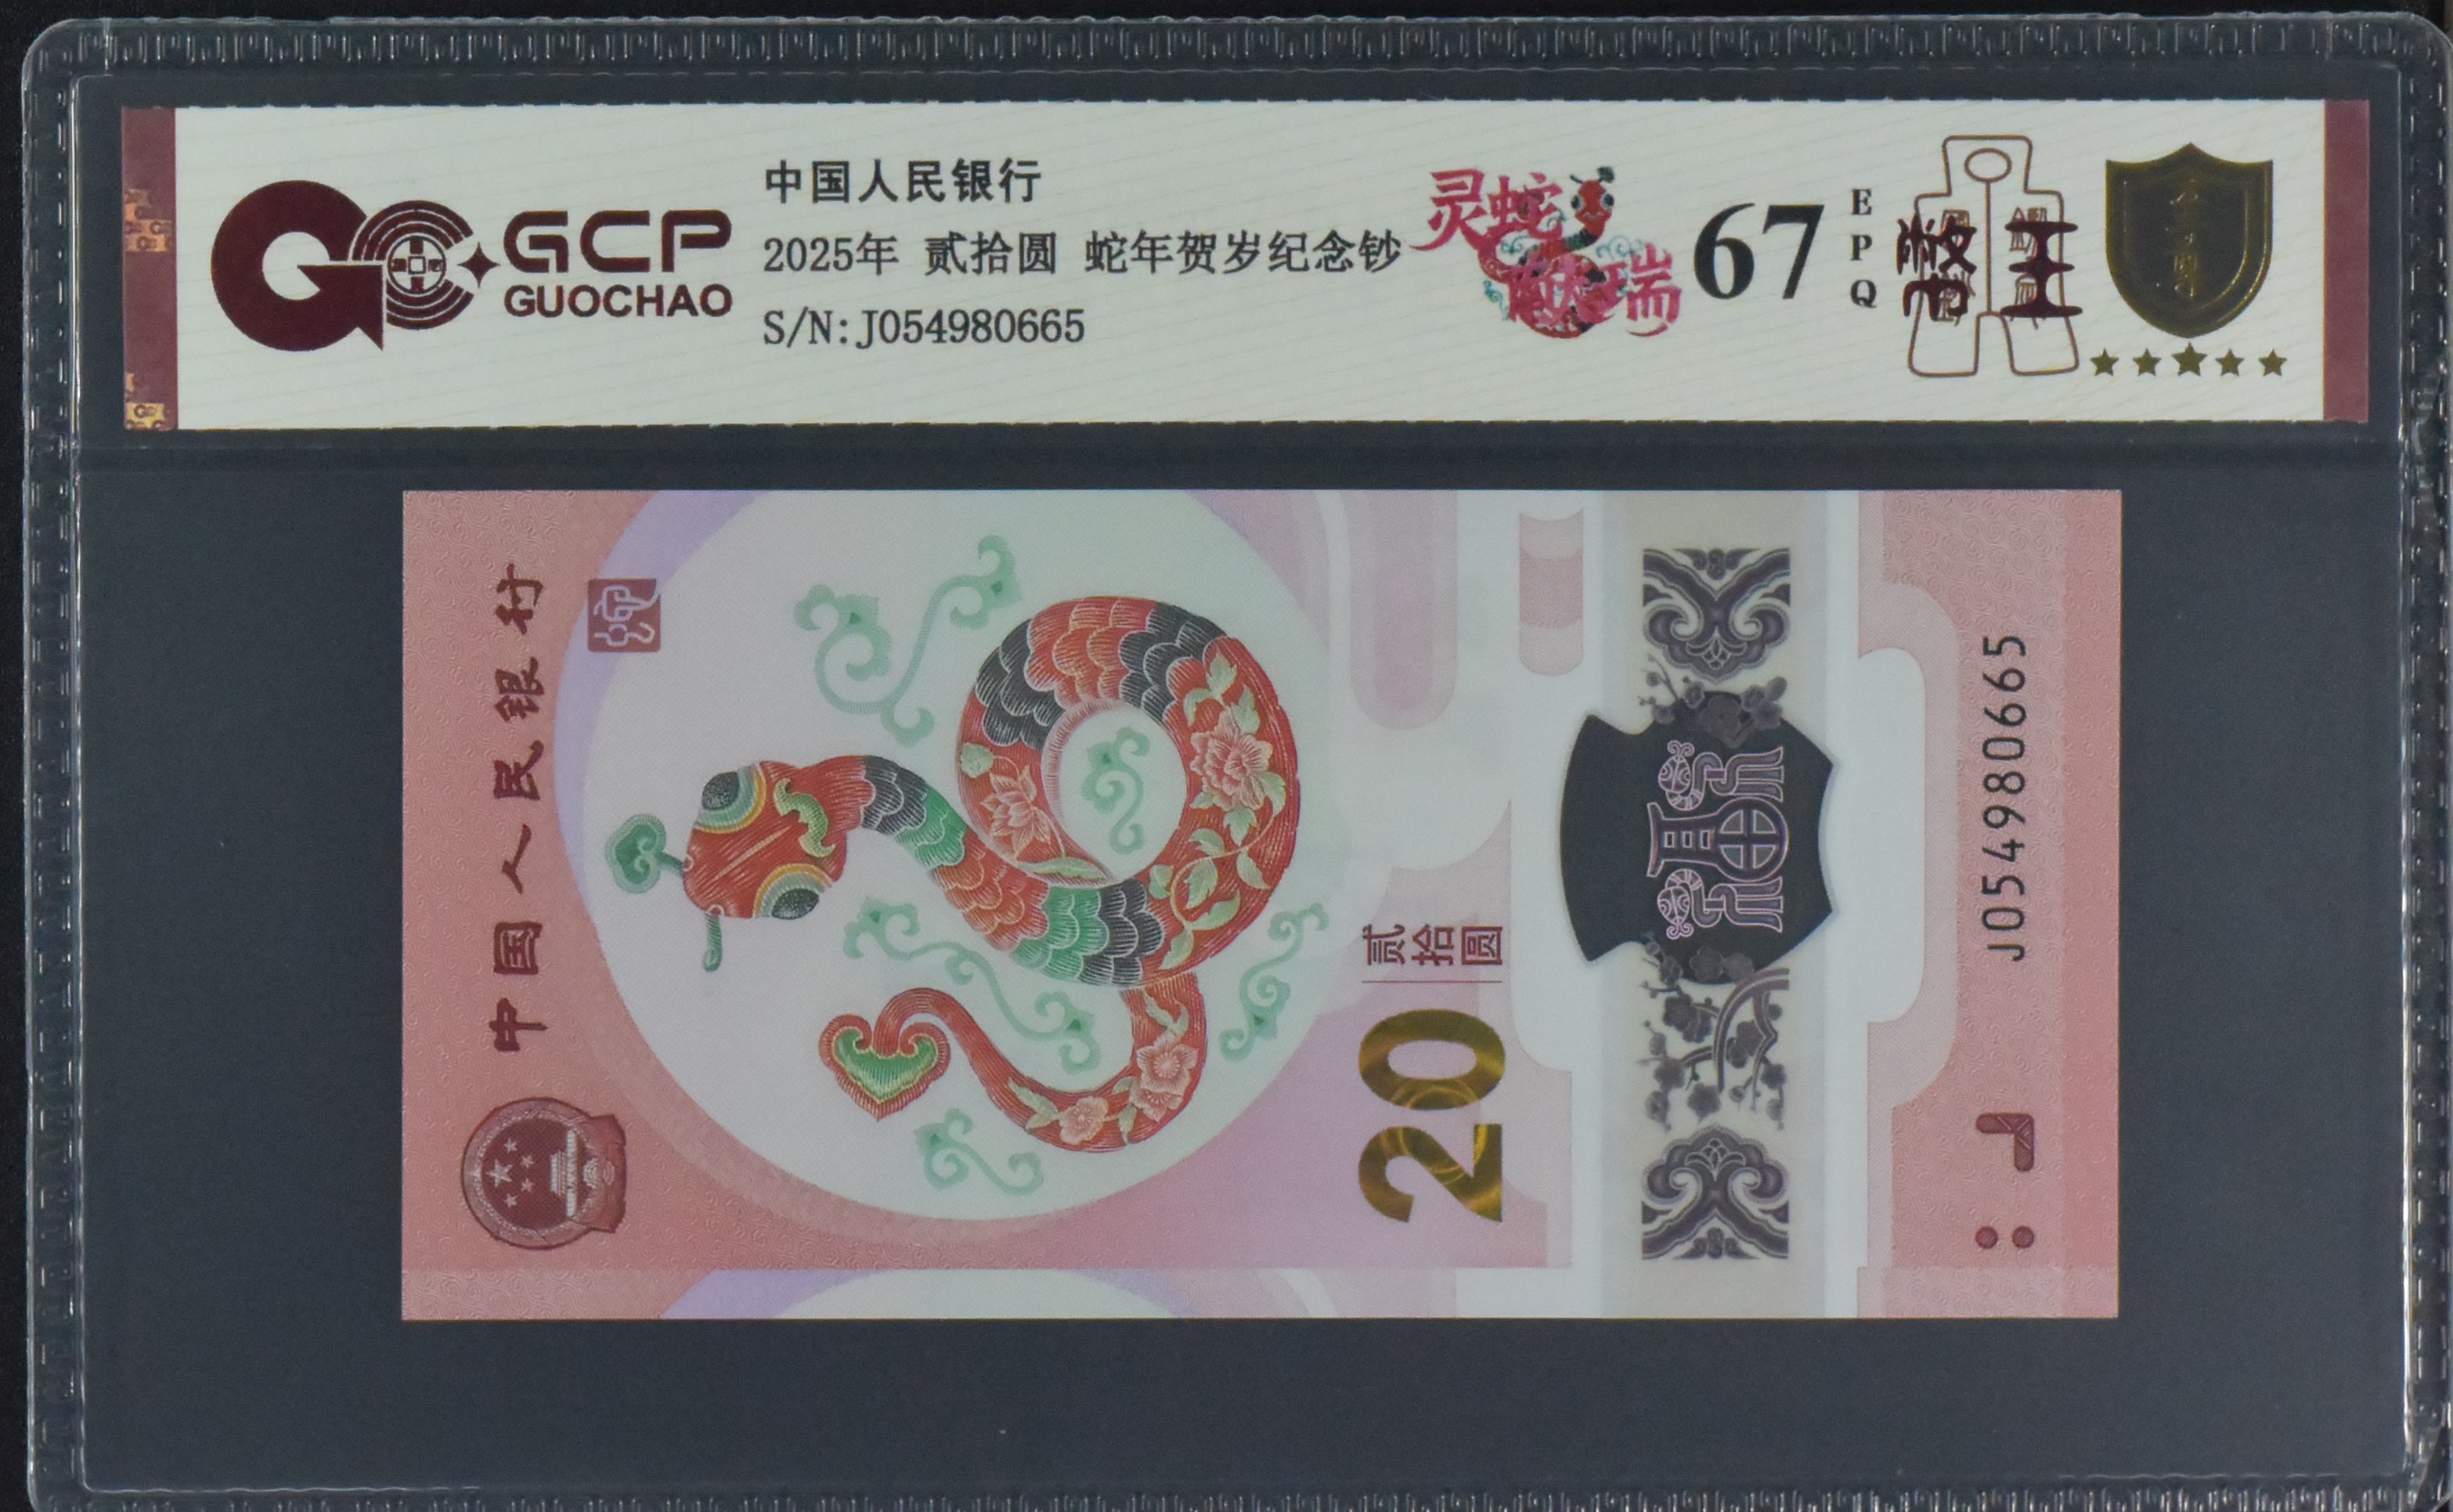 GCP
GUOCHAO
中国人民银行
2025年 贰拾圆 蛇年贺岁纪念钞
S/N:J054980665
灵蛇
献瑞
67
EPQ
中国人民银行
20
贰拾圆
福
J054980665